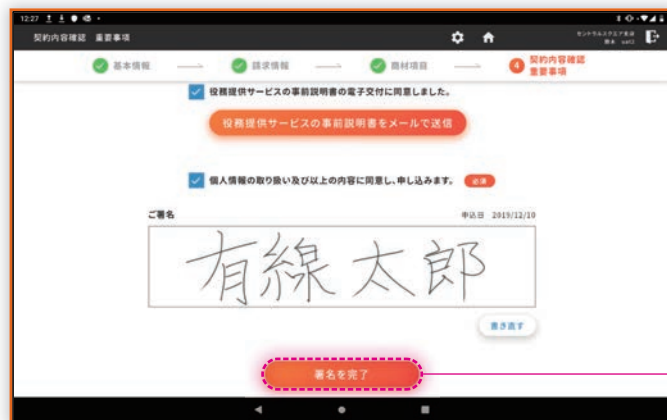 12:27
契約内容確認 重要事項
基本情報
請求情報
商材項目
4 契約内容確認
重要事項
役務提供サービスの事前説明書の電子交付に同意しました。
役務提供サービスの事前説明書をメールで送信
個人情報の取り扱い及び以上の内容に同意し、申し込みます。 必須
ご署名
申込日 2019/12/10
有線太郎
書き直す
署名を完了